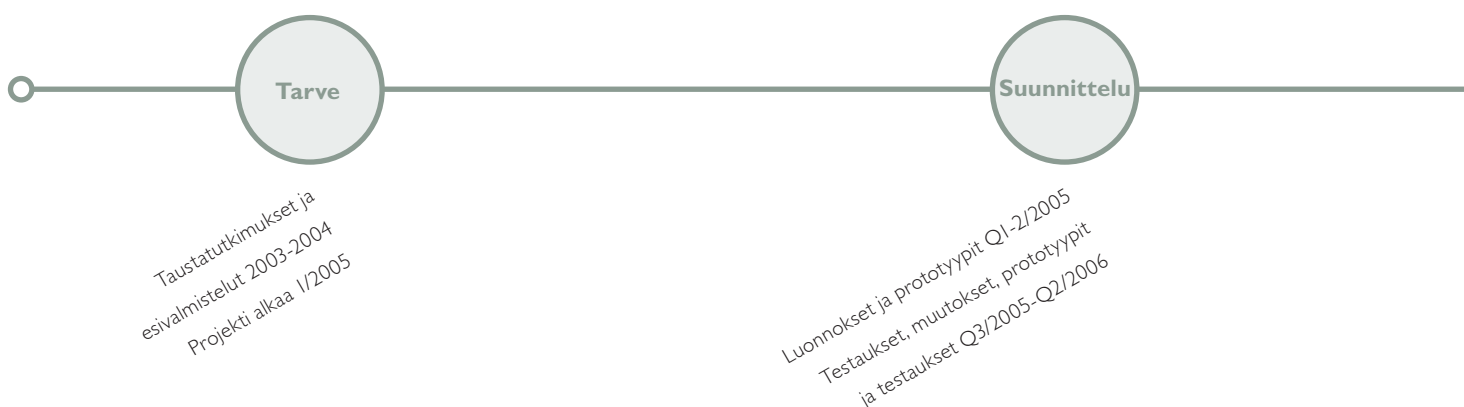 Tarve
Suunnittelu
Taustatutkimukset ja
esivalmistelut 2003-2004
Projekti alkaa 1/2005
Luonnokset ja prototyypit Q1-2/2005
Testaukset, muutokset, prototyypit
ja testaukset Q3/2005-Q2/2006